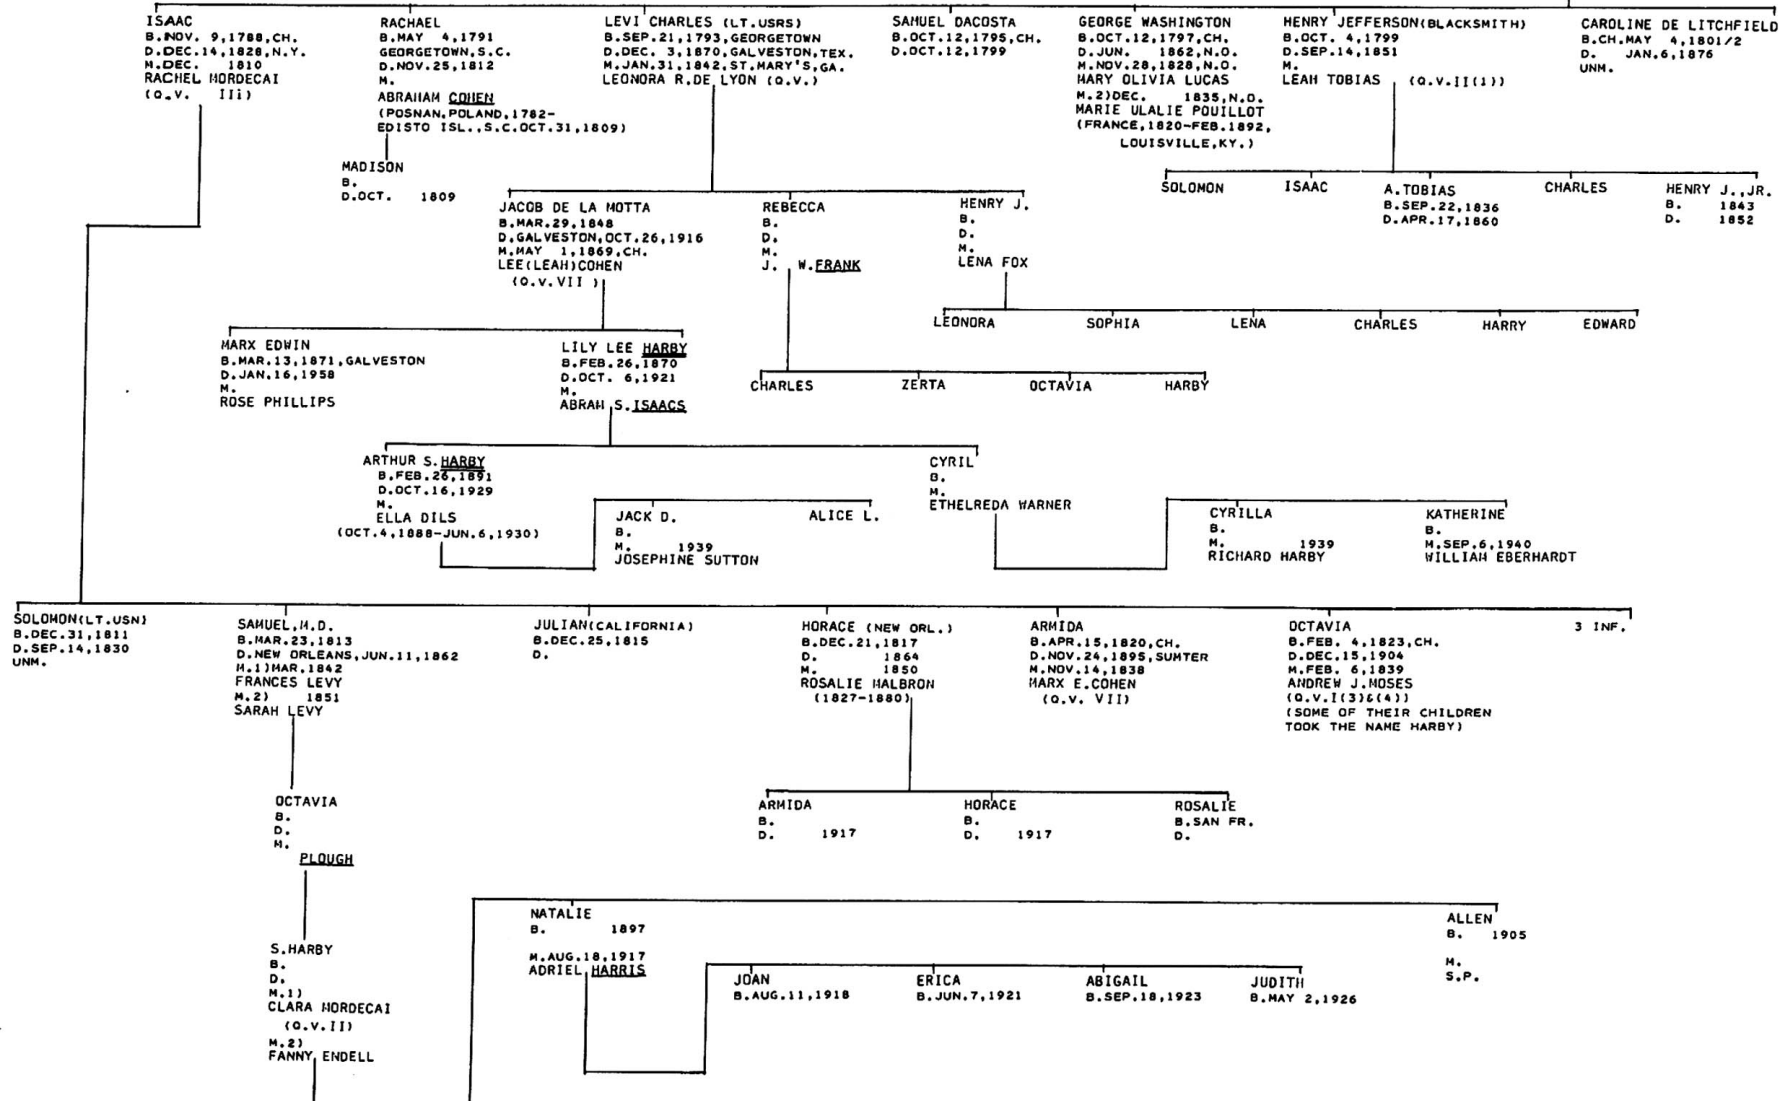 ISAAC
B.NOV. 9,1788,CH.
D.DEC.14,1828,N.Y.
M.DEC. 1810
RACHEL MORDECAI
(Q.V. III)
RACHAEL
B.MAY 4,1791
GEORGETOWN,S.C.
D.NOV.25,1812
M.
ABRAHAM COHEN
(POSNAN,POLAND,1782-
EDISTO ISL.,S.C.OCT.31,1809)
MADISON
B.
D.OCT. 1809
LEVI CHARLES (LT.USRS)
B.SEP.21,1793,GEORGETOWN
D.DEC. 3,1870,GALVESTON,TEX.
M.JAN.31,1842,ST.MARY'S,GA.
LEONORA R.DE LYON (Q.V.)
SAMUEL DACOSTA
B.OCT.12,1795,CH.
D.OCT.12,1799
GEORGE WASHINGTON
B.OCT.12,1797,CH.
D.JUN. 1862,N.O.
M.NOV.28,1828,N.O.
MARY OLIVIA LUCAS
M.2)DEC. 1835,N.O.
MARIE ULALIE POUILLOT
(FRANCE,1820-FEB.1892,
LOUISVILLE,KY.)
HENRY JEFFERSON(BLACKSMITH)
B.OCT. 4,1799
D.SEP.14,1851
M.
LEAH TOBIAS (Q.V.II(1))
CAROLINE DE LITCHFIELD
B.CH.MAY 4,1801/2
D. JAN.6,1876
UNM.
SOLOMON
ISAAC
A.TOBIAS
B.SEP.22,1836
D.APR.17,1860
CHARLES
HENRY J.,JR.
B. 1843
D. 1852
JACOB DE LA MOTTA
B.MAR.29,1848
D.GALVESTON,OCT.26,1916
M.MAY 1,1869,CH.
LEE(LEAH)COHEN
(Q.V.VII )
REBECCA
B.
D.
M.
J. W.FRANK
HENRY J.
B.
D.
M.
LENA FOX
LEONORA
SOPHIA
LENA
CHARLES
HARRY
EDWARD
MARX EDWIN
B.MAR.13,1871,GALVESTON
D.JAN.16,1958
M.
ROSE PHILLIPS
LILY LEE HARBY
B.FEB.26,1870
D.OCT. 6,1921
M.
ABRAM S.ISAACS
CHARLES
ZERTA
OCTAVIA
HARBY
ARTHUR S.HARBY
B.FEB.26,1891
D.OCT.16,1929
M.
ELLA DILS
(OCT.4,1888-JUN.6,1930)
CYRIL
B.
M.
ETHELREDA WARNER
JACK D.
B.
M. 1939
JOSEPHINE SUTTON
ALICE L.
CYRILLA
B.
M. 1939
RICHARD HARBY
KATHERINE
B.
M.SEP.6,1940
WILLIAM EBERHARDT
SOLOMON(LT.USN)
B.DEC.31,1811
D.SEP.14,1830
UNM.
SAMUEL,M.D.
B.MAR.23,1813
D.NEW ORLEANS,JUN.11,1862
M.1)MAR.1842
FRANCES LEVY
M.2) 1851
SARAH LEVY
JULIAN(CALIFORNIA)
B.DEC.25,1815
D.
HORACE (NEW ORL.)
B.DEC.21,1817
D. 1864
M. 1850
ROSALIE MALBRON
(1827-1880)
ARMIDA
B.APR.15,1820,CH.
D.NOV.24,1895,SUMTER
M.NOV.14,1838
MARX E.COHEN
(Q.V. VII)
OCTAVIA
B.FEB. 4,1823,CH.
D.DEC.15,1904
M.FEB. 6,1839
ANDREW J.MOSES
(Q.V.I(3)&(4))
(SOME OF THEIR CHILDREN
TOOK THE NAME HARBY)
3 INF.
OCTAVIA
B.
D.
M.
PLOUGH
ARMIDA
B.
D. 1917
HORACE
B.
D. 1917
ROSALIE
B.SAN FR.
D.
S.HARBY
B.
D.
M.1)
CLARA MORDECAI
(Q.V.II)
M.2)
FANNY ENDELL
NATALIE
B. 1897
M.AUG.18,1917
ADRIEL HARRIS
ALLEN
B. 1905
M.
S.P.
JOAN
B.AUG.11,1918
ERICA
B.JUN.7,1921
ABIGAIL
B.SEP.18,1923
JUDITH
B.MAY 2,1926